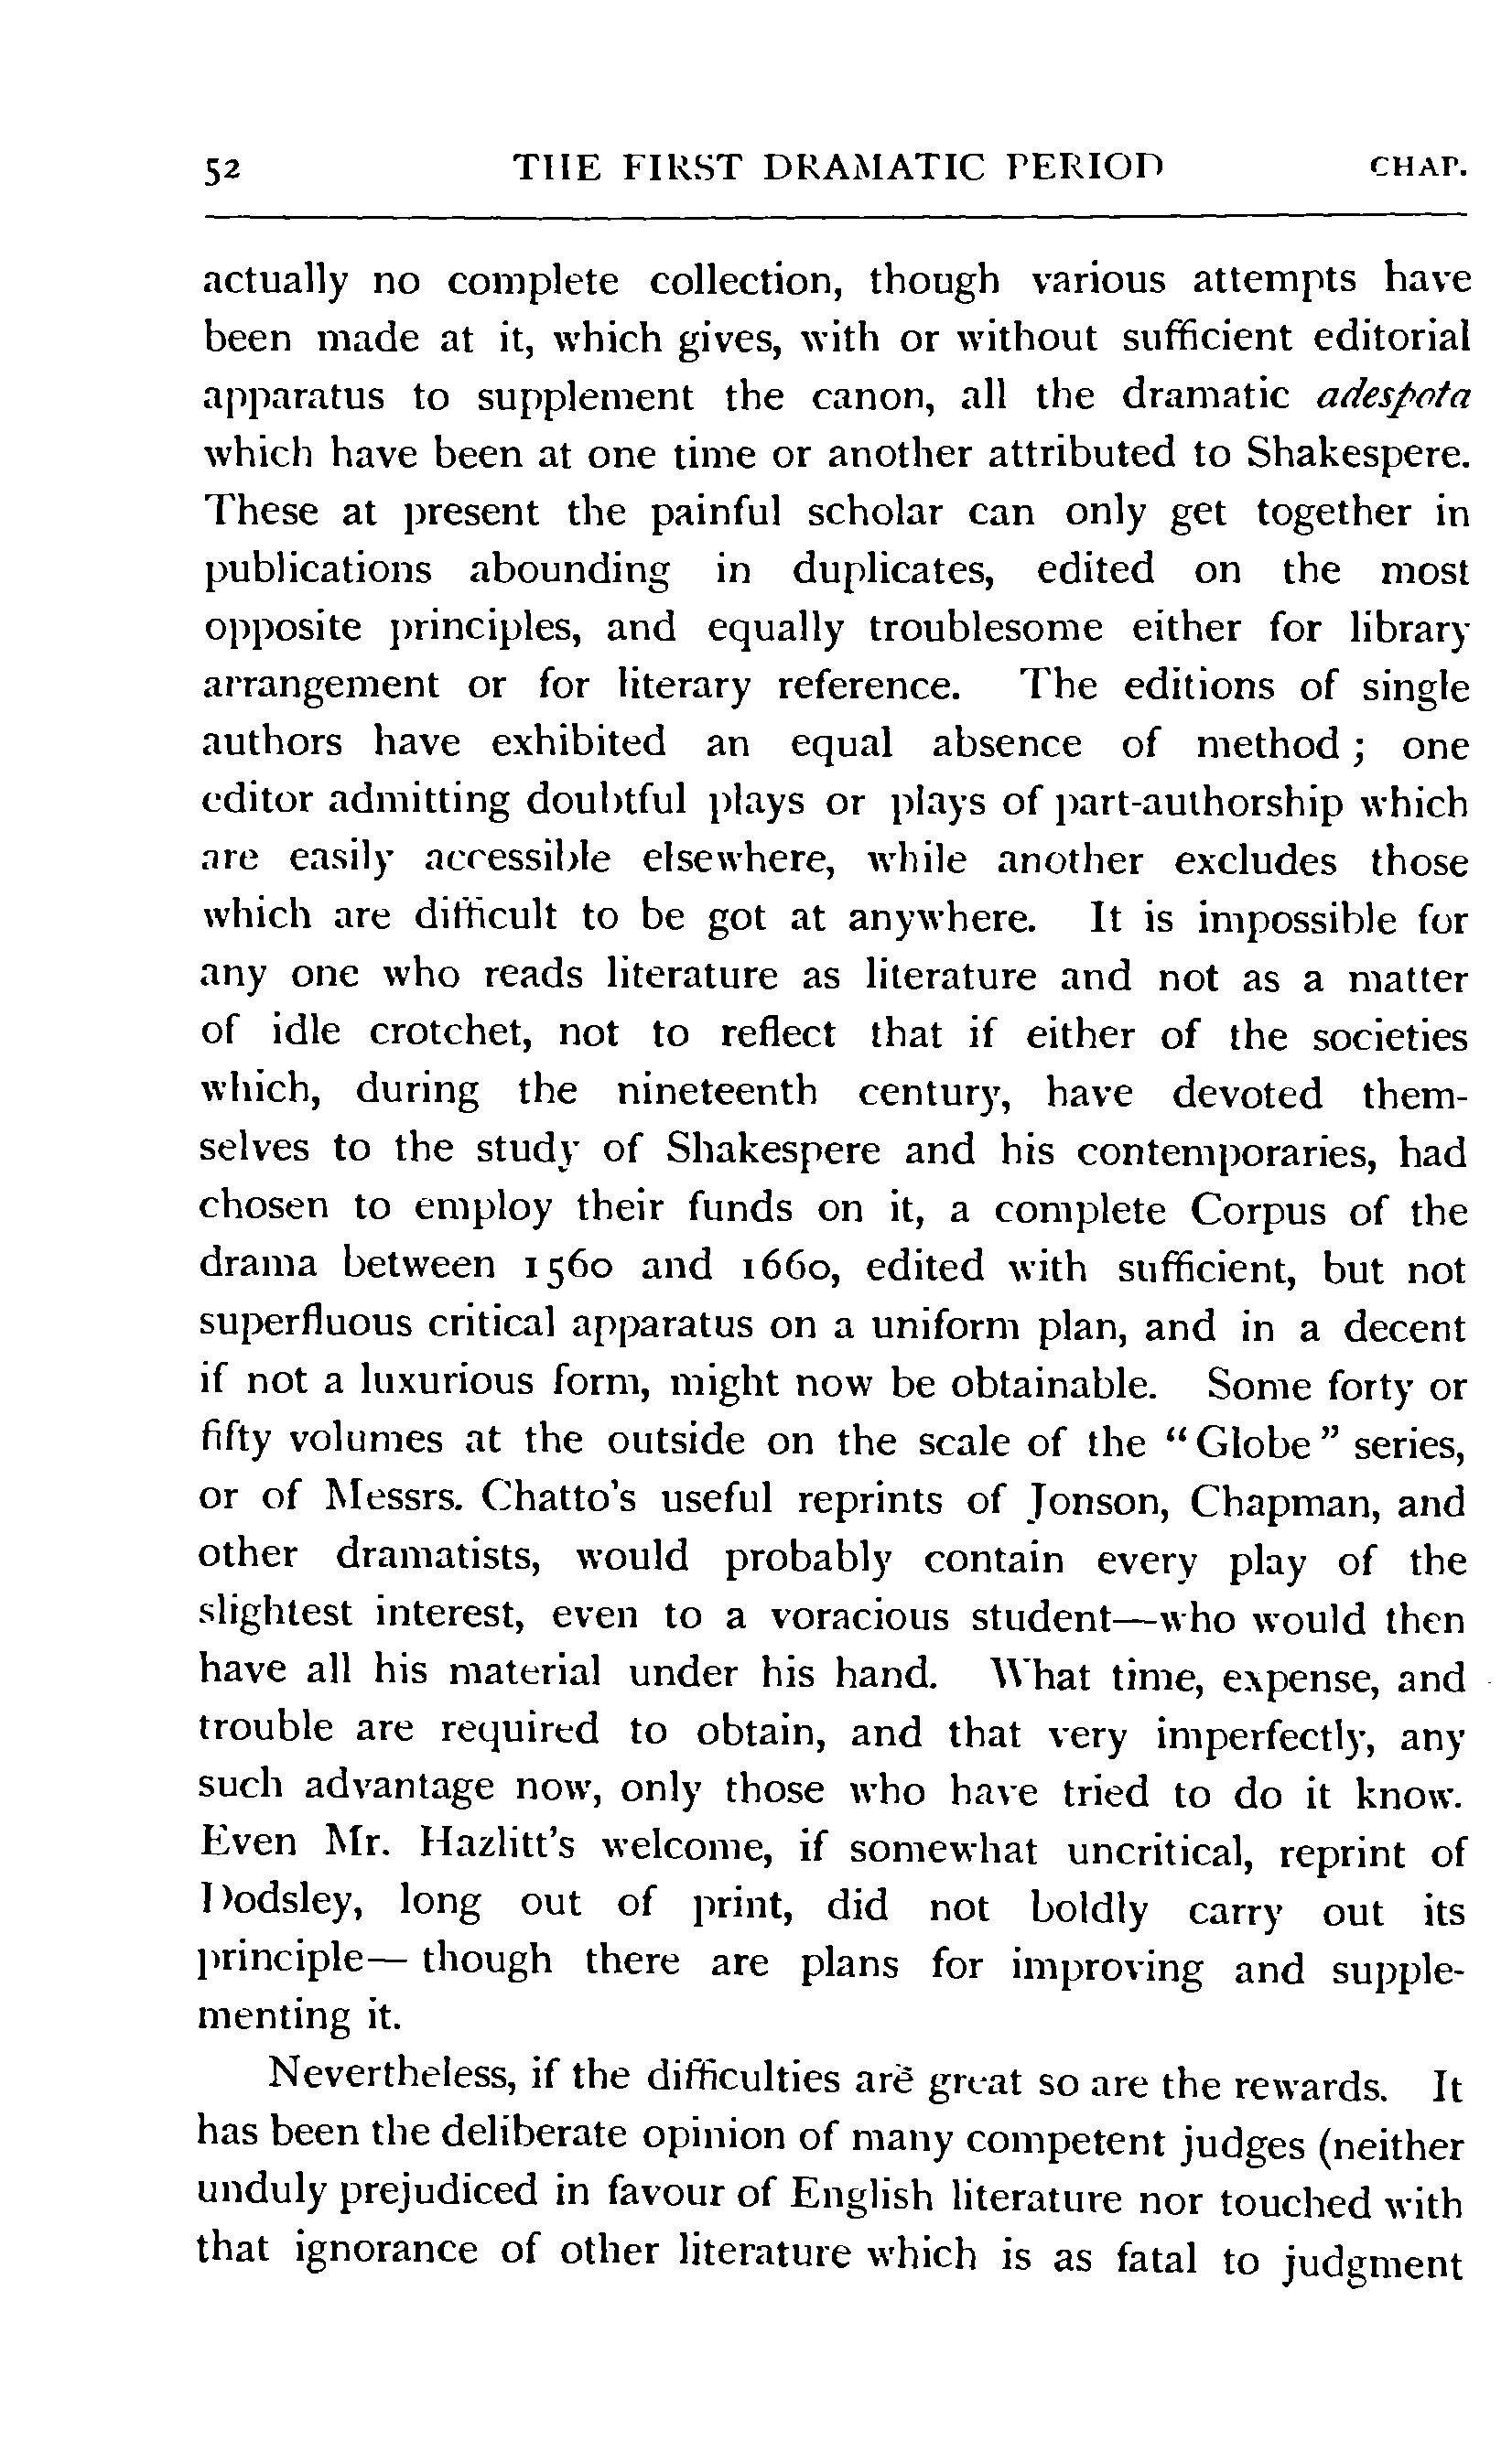 52 THE FIRST DRAMATIC PERIOD CHAP.
actually no complete collection, though various attempts have
been made at it, which gives, with or without sufficient editorial
apparatus to supplement the canon, all the dramatic adespota
which have been at one time or another attributed to Shakespere.
These at present the painful scholar can only get together in
publications abounding in duplicates, edited on the most
opposite principles, and equally troublesome either for library
arrangement or for literary reference. The editions of single
authors have exhibited an equal absence of method ; one
editor admitting doubtful plays or plays of part-authorship which
are easily accessible elsewhere, while another excludes those
which are difficult to be got at anywhere. It is impossible for
any one who reads literature as literature and not as a matter
of idle crotchet, not to reflect that if either of the societies
which, during the nineteenth century, have devoted them-
selves to the study of Shakespere and his contemporaries, had
chosen to employ their funds on it, a complete Corpus of the
drama between 1560 and 1660, edited with sufficient, but not
superfluous critical apparatus on a uniform plan, and in a decent
if not a luxurious form, might now be obtainable. Some forty or
fifty volumes at the outside on the scale of the “Globe” series,
or of Messrs. Chatto's useful reprints of Jonson, Chapman, and
other dramatists, would probably contain every play of the
slightest interest, even to a voracious student—who would then
have all his material under his hand. What time, expense, and
trouble are required to obtain, and that very imperfectly, any
such advantage now, only those who have tried to do it know.
Even Mr. Hazlitt's welcome, if somewhat uncritical, reprint of
Dodsley, long out of print, did not boldly carry out its
principle— though there are plans for improving and supple-
menting it.
Nevertheless, if the difficulties are great so are the rewards. It
has been the deliberate opinion of many competent judges (neither
unduly prejudiced in favour of English literature nor touched with
that ignorance of other literature which is as fatal to judgment